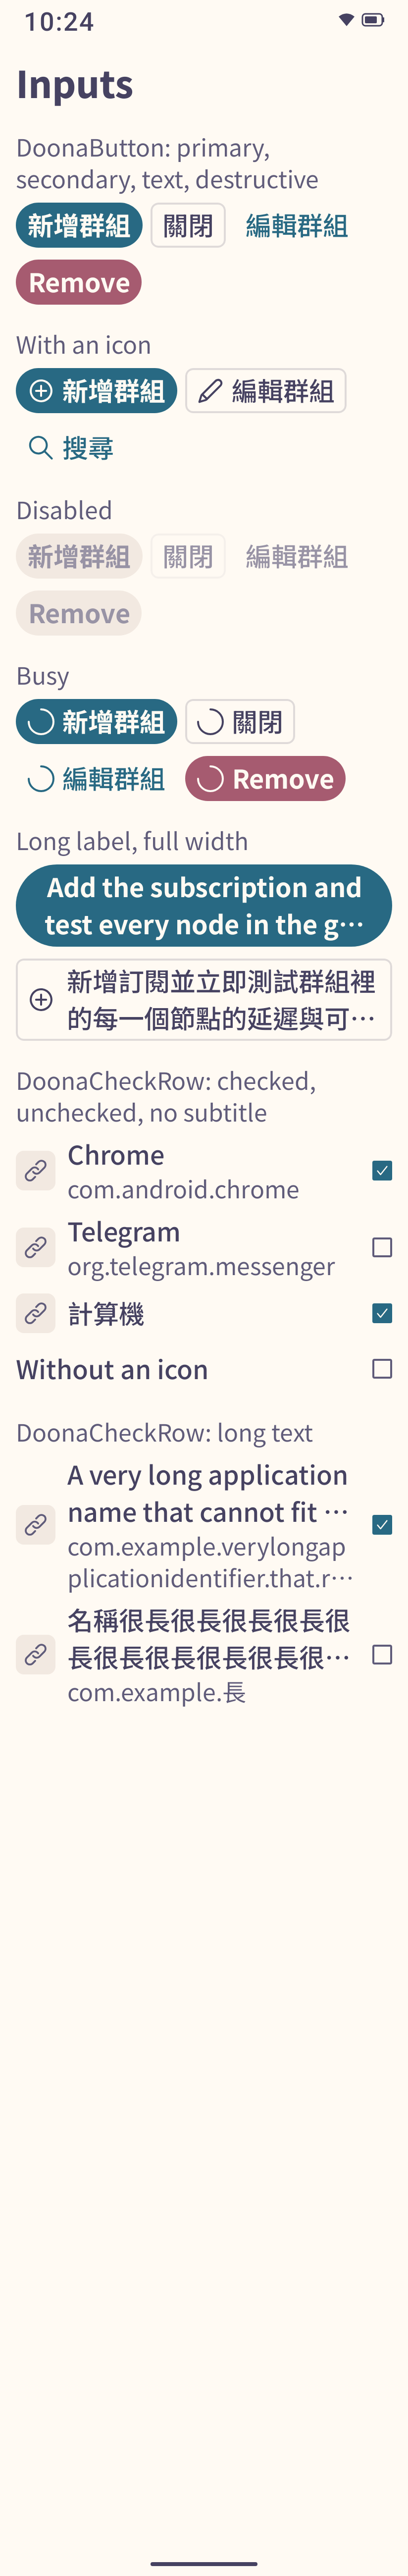 10:24
Inputs
DoonaButton: primary,
secondary, text, destructive
新增群組 關閉 編輯群組
Remove
With an icon
新增群組 編輯群組
搜尋
Disabled
新增群組 關閉 編輯群組
Remove
Busy
新增群組 關閉
編輯群組 Remove
Long label, full width
Add the subscription and
test every node in the g…
新增訂閱並立即測試群組裡
的每一個節點的延遲與可…
DoonaCheckRow: checked,
unchecked, no subtitle
Chrome
com.android.chrome
Telegram
org.telegram.messenger
計算機
Without an icon
DoonaCheckRow: long text
A very long application
name that cannot fit …
com.example.verylongap
plicationidentifier.that.r…
名稱很長很長很長很長很
長很長很長很長很長很…
com.example.長